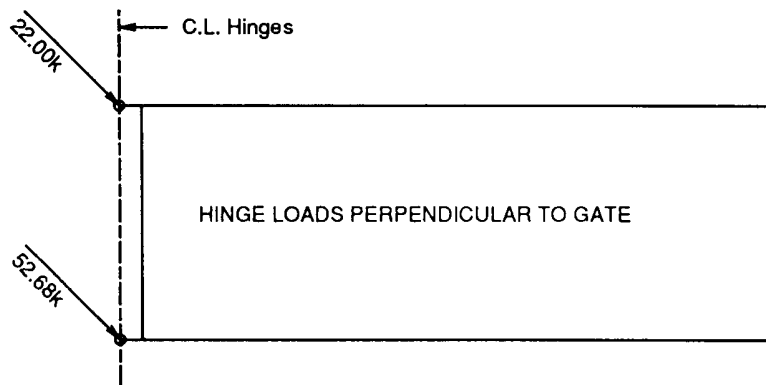 C.L. Hinges
22.00k
HINGE LOADS PERPENDICULAR TO GATE
52.68k